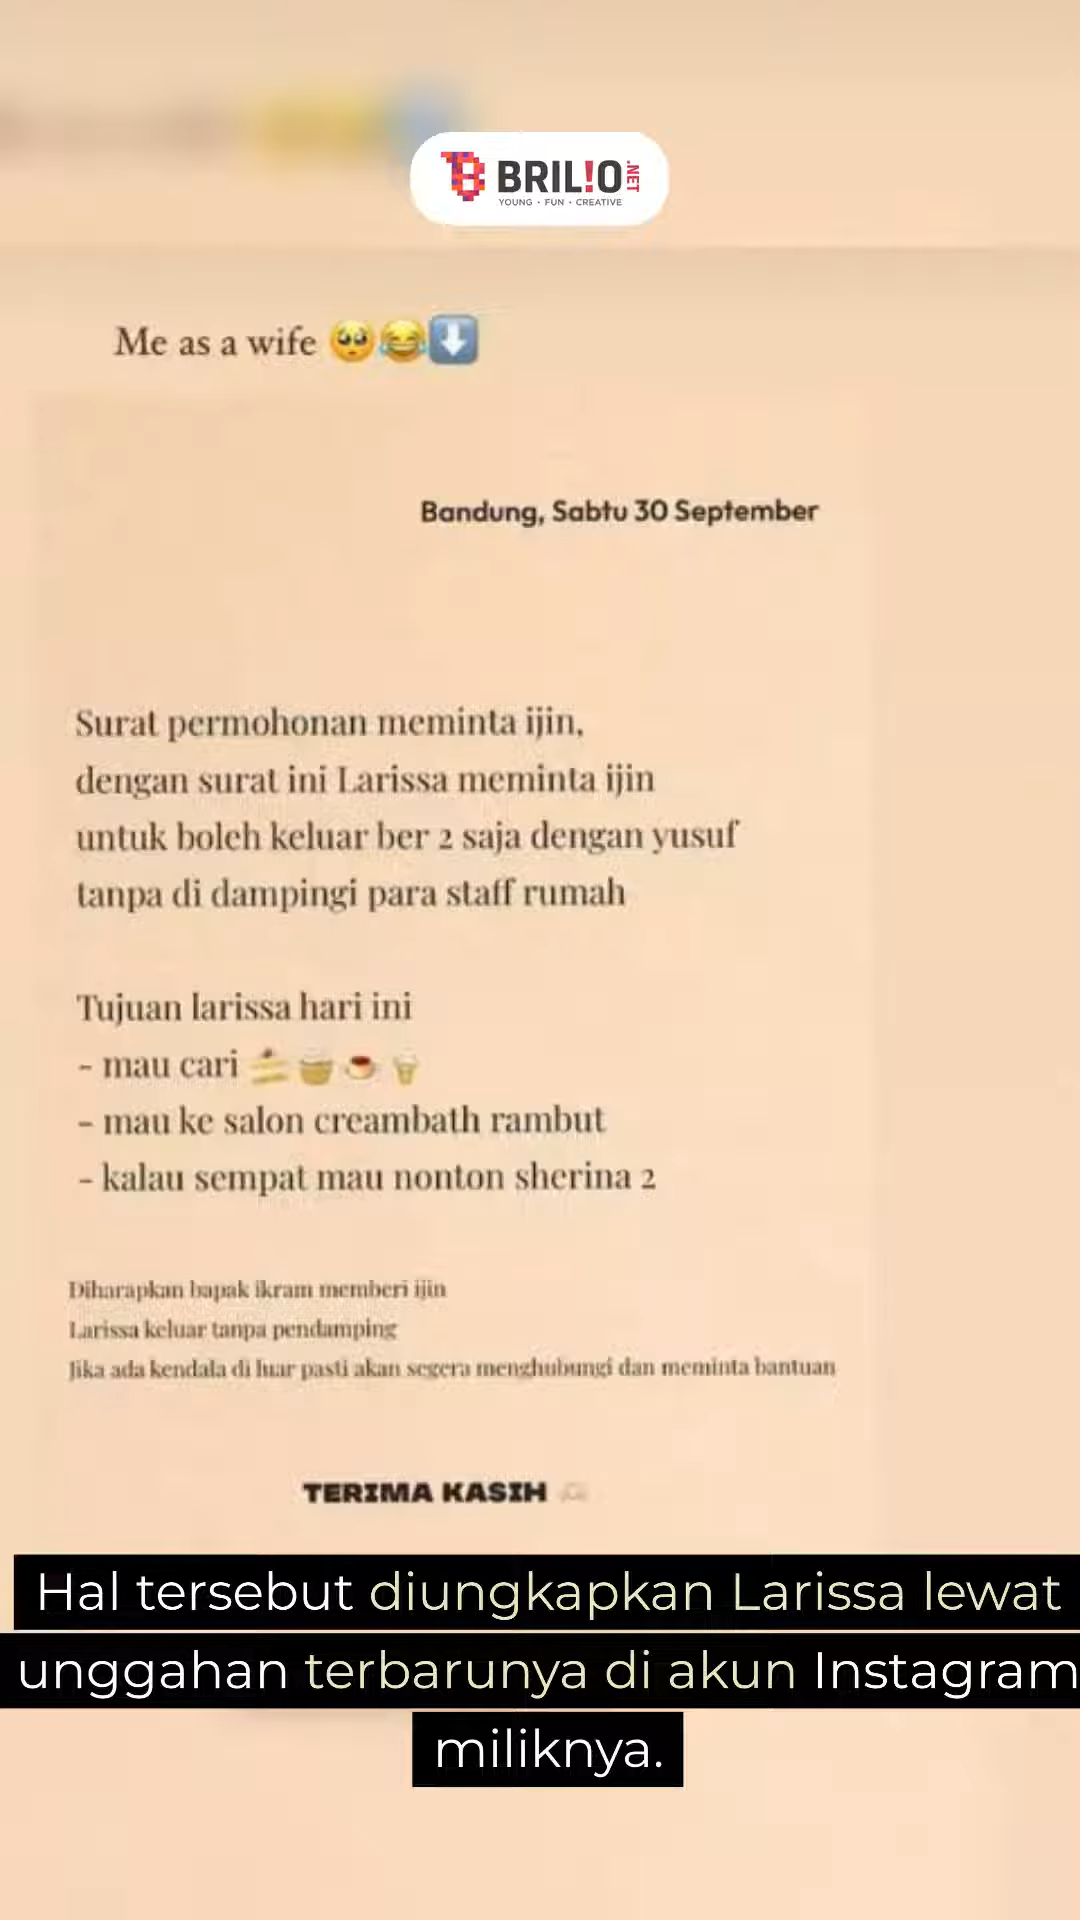 BRIL!O.NET
YOUNG • FUN • CREATIVE
Me as a wife 🥺😂⬇️
Bandung, Sabtu 30 September
Surat permohonan meminta ijin,
dengan surat ini Larissa meminta ijin
untuk boleh keluar ber 2 saja dengan yusuf
tanpa di dampingi para staff rumah
Tujuan larissa hari ini
- mau cari 🍰🍵☕🍦
- mau ke salon creambath rambut
- kalau sempat mau nonton sherina 2
Diharapkan bapak ikram memberi ijin
Larissa keluar tanpa pendamping
Jika ada kendala di luar pasti akan segera menghubungi dan meminta bantuan
TERIMA KASIH
Hal tersebut diungkapkan Larissa lewat
unggahan terbarunya di akun Instagram
miliknya.